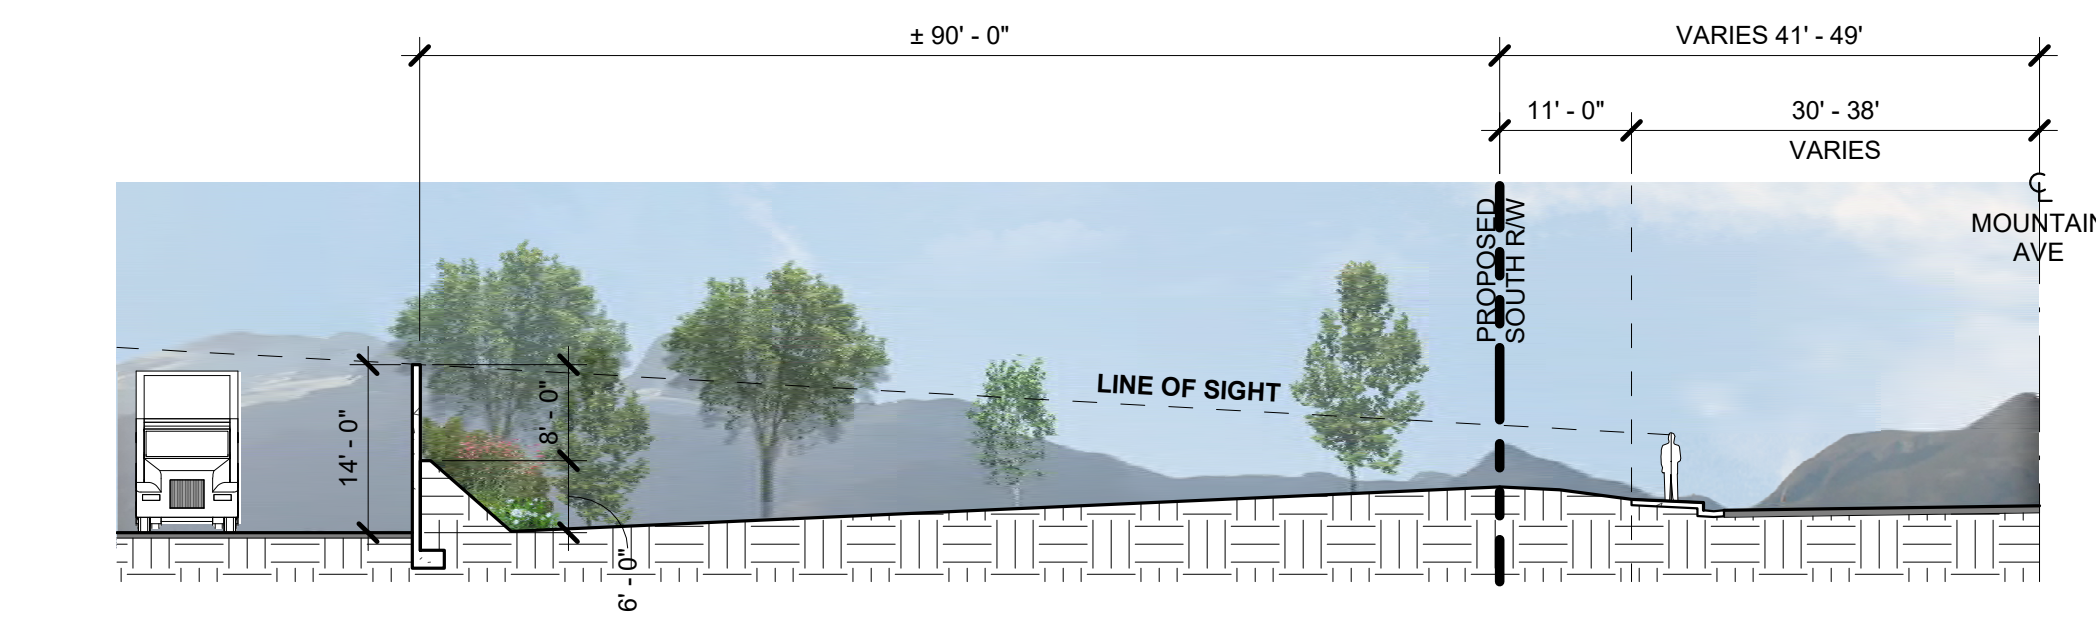 ± 90' - 0"
VARIES 41' - 49'
11' - 0"
30' - 38'
VARIES
PROPOSED
SOUTH R/W
℄
MOUNTAIN
AVE
LINE OF SIGHT
14' - 0"
8' - 0"
6' - 0"